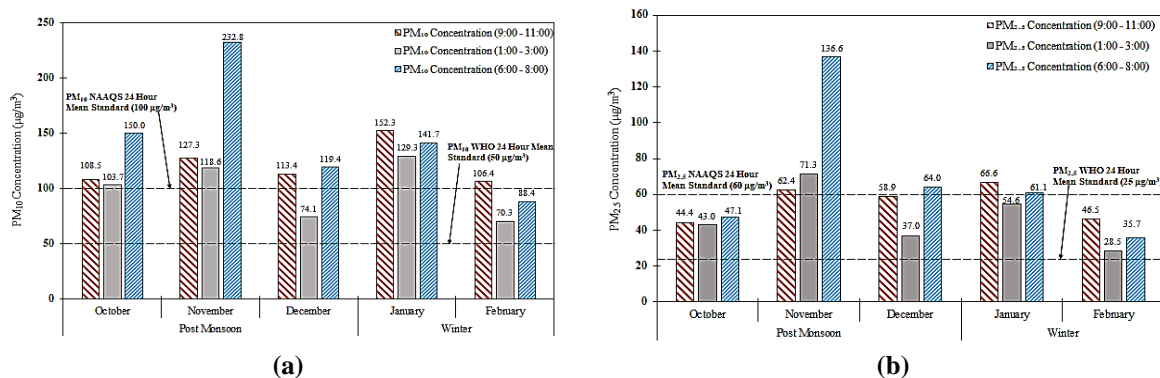 PM10 Concentration (µg/m³)
300
250
200
150
100
50
0
PM10 Concentration (9:00 - 11:00)
PM10 Concentration (1:00 - 3:00)
PM10 Concentration (6:00 - 8:00)
PM10 NAAQS 24 Hour
Mean Standard (100 µg/m³)
PM10 WHO 24 Hour Mean
Standard (50 µg/m³)
108.5
103.7
150.0
127.3
118.6
232.8
113.4
74.1
119.4
152.3
129.3
141.7
106.4
70.3
88.4
October
November
December
January
February
Post Monsoon
Winter
(a)
PM2.5 Concentration (µg/m³)
160
140
120
100
80
60
40
20
0
PM2.5 Concentration (9:00 - 11:00)
PM2.5 Concentration (1:00 - 3:00)
PM2.5 Concentration (6:00 - 8:00)
PM2.5 NAAQS 24 Hour
Mean Standard (60 µg/m³)
PM2.5 WHO 24 Hour
Mean Standard (25 µg/m³)
44.4
43.0
47.1
62.4
71.3
136.6
58.9
37.0
64.0
66.6
54.6
61.1
46.5
28.5
35.7
October
November
December
January
February
Post Monsoon
Winter
(b)